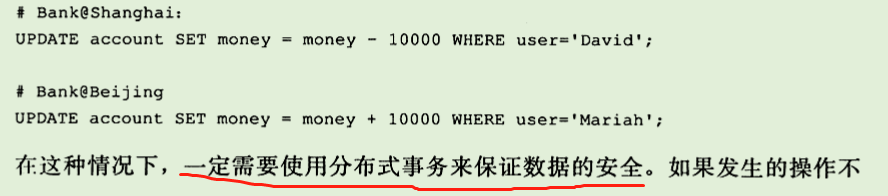 # Bank@Shanghai:
UPDATE account SET money = money - 10000 WHERE user='David';
# Bank@Beijing
UPDATE account SET money = money + 10000 WHERE user='Mariah';
在这种情况下，一定需要使用分布式事务来保证数据的安全。如果发生的操作不